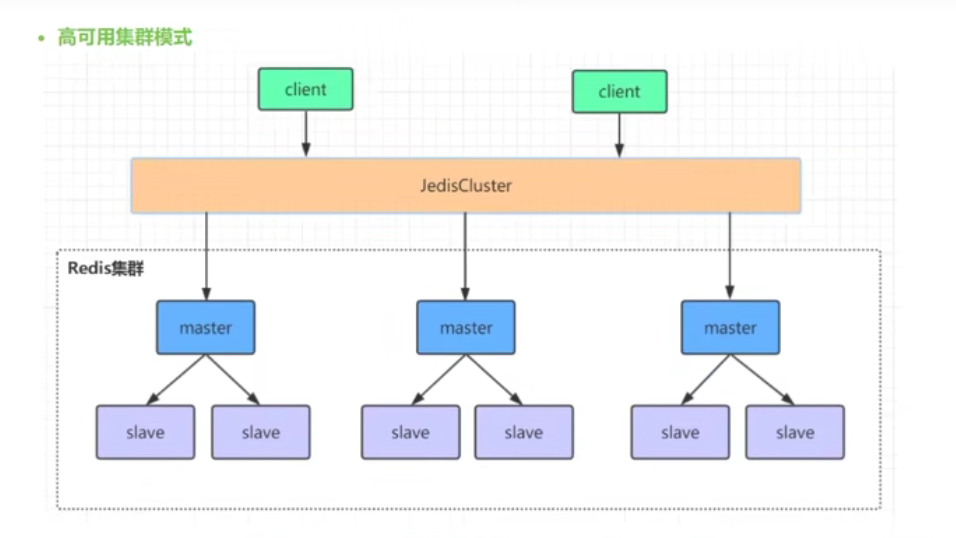 • 高可用集群模式
client
client
JedisCluster
Redis集群
master
master
master
slave
slave
slave
slave
slave
slave